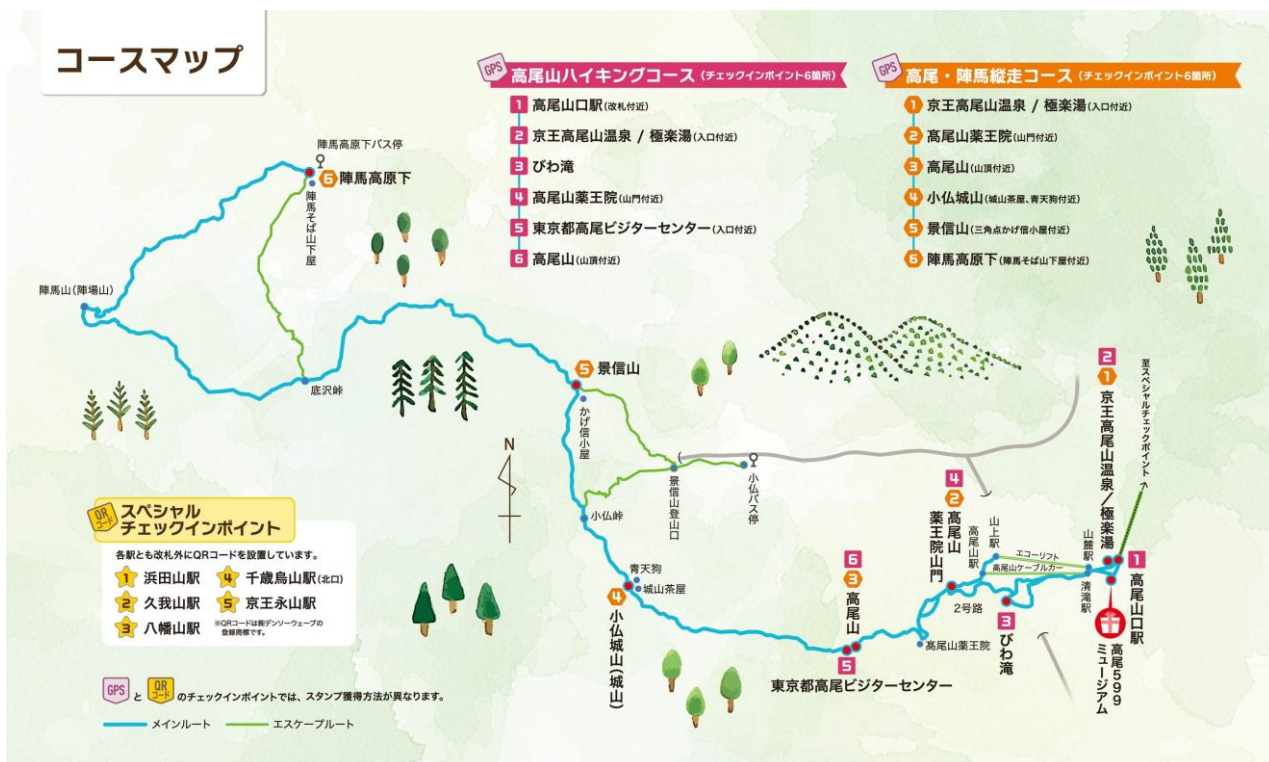 コースマップ
GPS
高尾山ハイキングコース(チェックインポイント6箇所)
1 高尾山口駅(改札付近)
2 京王高尾山温泉 / 極楽湯(入口付近)
3 びわ滝
4 髙尾山薬王院(山門付近)
5 東京都高尾ビジターセンター(入口付近)
6 高尾山(山頂付近)
GPS
高尾・陣馬縦走コース(チェックインポイント6箇所)
1 京王高尾山温泉 / 極楽湯(入口付近)
2 髙尾山薬王院(山門付近)
3 高尾山(山頂付近)
4 小仏城山(城山茶屋、青天狗付近)
5 景信山(三角点かげ信小屋付近)
6 陣馬高原下(陣馬そば山下屋付近)
陣馬高原下バス停
6 陣馬高原下
陣馬そば山下屋
陣馬山(陣場山)
底沢峠
5 景信山
かげ信小屋
景信山登山口
小仏バス停
小仏峠
N
青天狗
城山茶屋
4 小仏城山(城山)
6
3 高尾山
5
東京都高尾ビジターセンター
髙尾山薬王院
4
2 髙尾山
薬王院山門
高尾山駅
山上駅
エコーリフト
高尾山ケーブルカー
2号路
3 びわ滝
山麓駅
清滝駅
2
1 京王高尾山温泉/極楽湯
至スペシャルチェックポイント
1 高尾山口駅
高尾599
ミュージアム
QR
コード
スペシャル
チェックインポイント
各駅とも改札外にQRコードを設置しています。
1 浜田山駅
2 久我山駅
3 八幡山駅
4 千歳烏山駅(北口)
5 京王永山駅
※QRコードは㈱デンソーウェーブの
登録商標です。
GPS と QRコード のチェックインポイントでは、スタンプ獲得方法が異なります。
メインルート エスケープルート